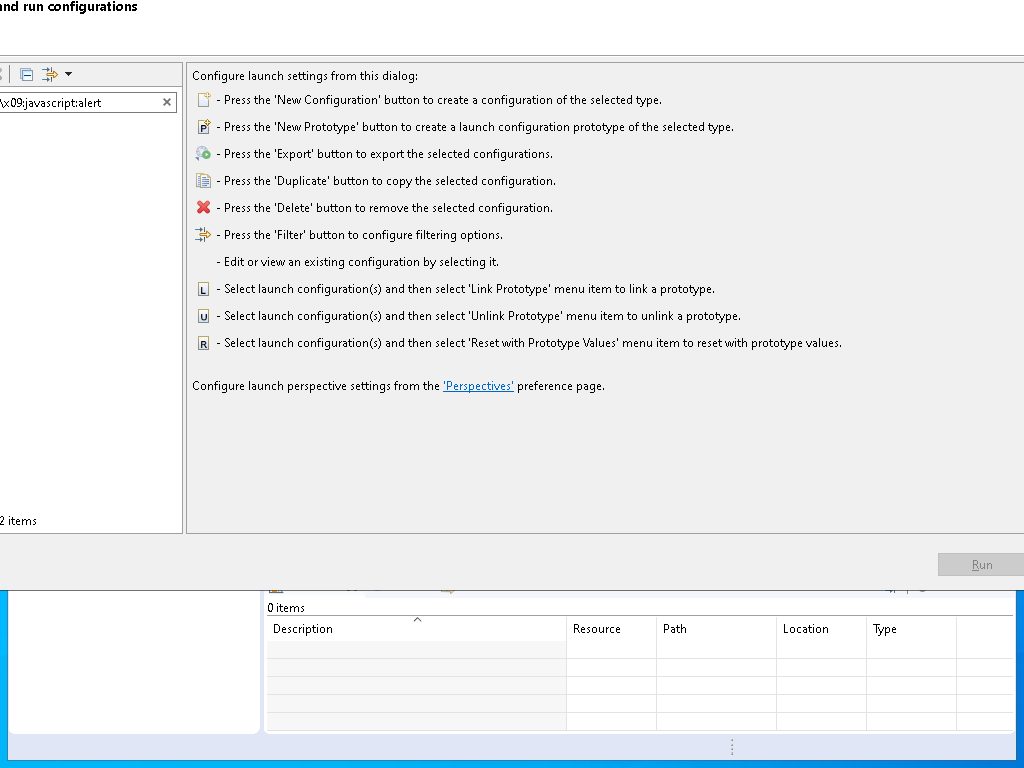 and run configurations
\x09:javascript:alert
Configure launch settings from this dialog:
- Press the 'New Configuration' button to create a configuration of the selected type.
P - Press the 'New Prototype' button to create a launch configuration prototype of the selected type.
- Press the 'Export' button to export the selected configurations.
- Press the 'Duplicate' button to copy the selected configuration.
- Press the 'Delete' button to remove the selected configuration.
- Press the 'Filter' button to configure filtering options.
- Edit or view an existing configuration by selecting it.
L - Select launch configuration(s) and then select 'Link Prototype' menu item to link a prototype.
U - Select launch configuration(s) and then select 'Unlink Prototype' menu item to unlink a prototype.
R - Select launch configuration(s) and then select 'Reset with Prototype Values' menu item to reset with prototype values.
Configure launch perspective settings from the 'Perspectives' preference page.
2 items
Run
0 items
Description Resource Path Location Type